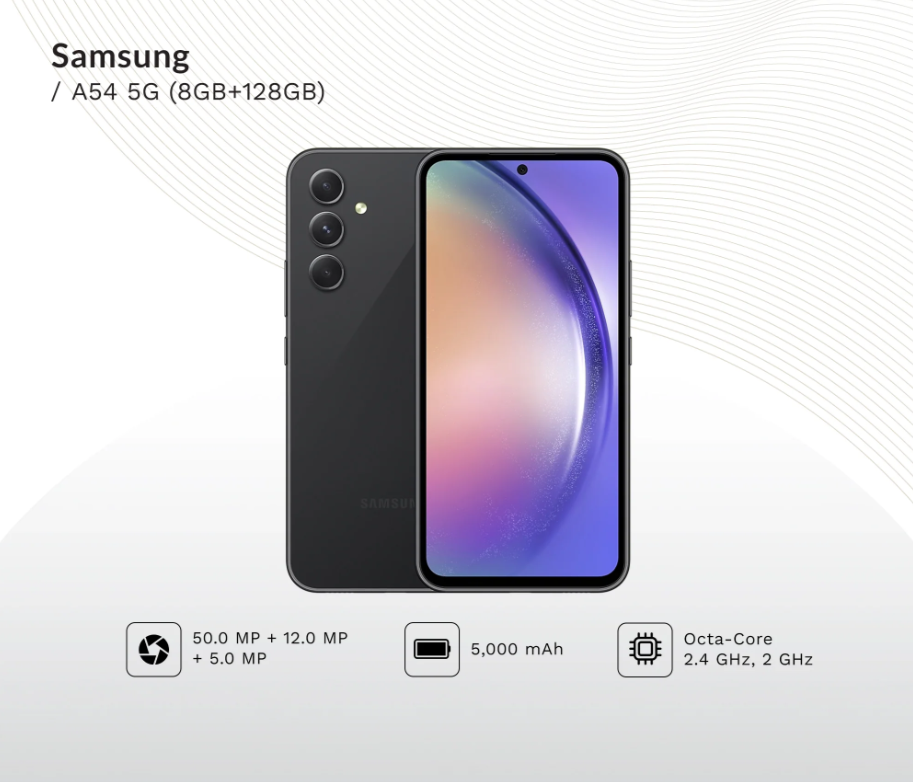 Samsung
/ A54 5G (8GB+128GB)
SAMSUN
50.0 MP + 12.0 MP
+ 5.0 MP
5,000 mAh
Octa-Core
2.4 GHz, 2 GHz